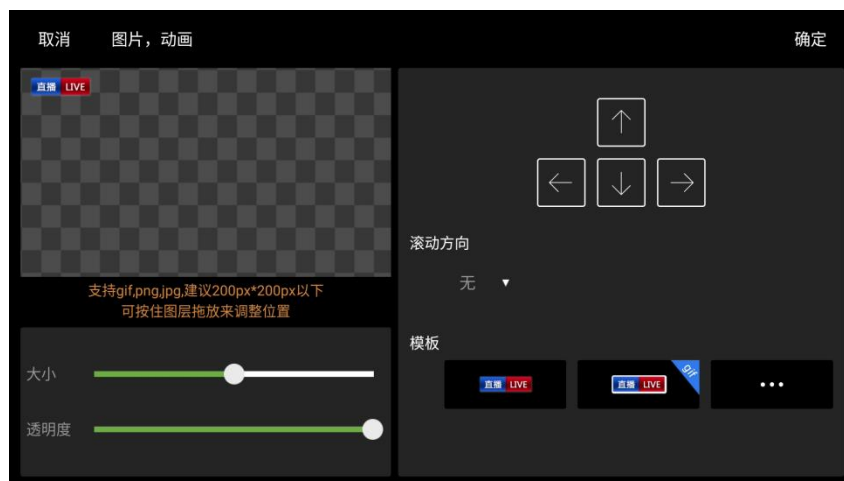 取消 图片，动画 确定
直播 LIVE
支持gif,png,jpg,建议200px*200px以下
可按住图层拖放来调整位置
大小
透明度
滚动方向
无
模板
直播 LIVE
直播 LIVE gif